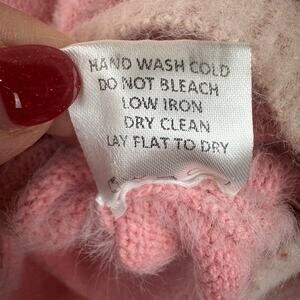 HAND WASH COLD
DO NOT BLEACH
LOW IRON
DRY CLEAN
LAY FLAT TO DRY